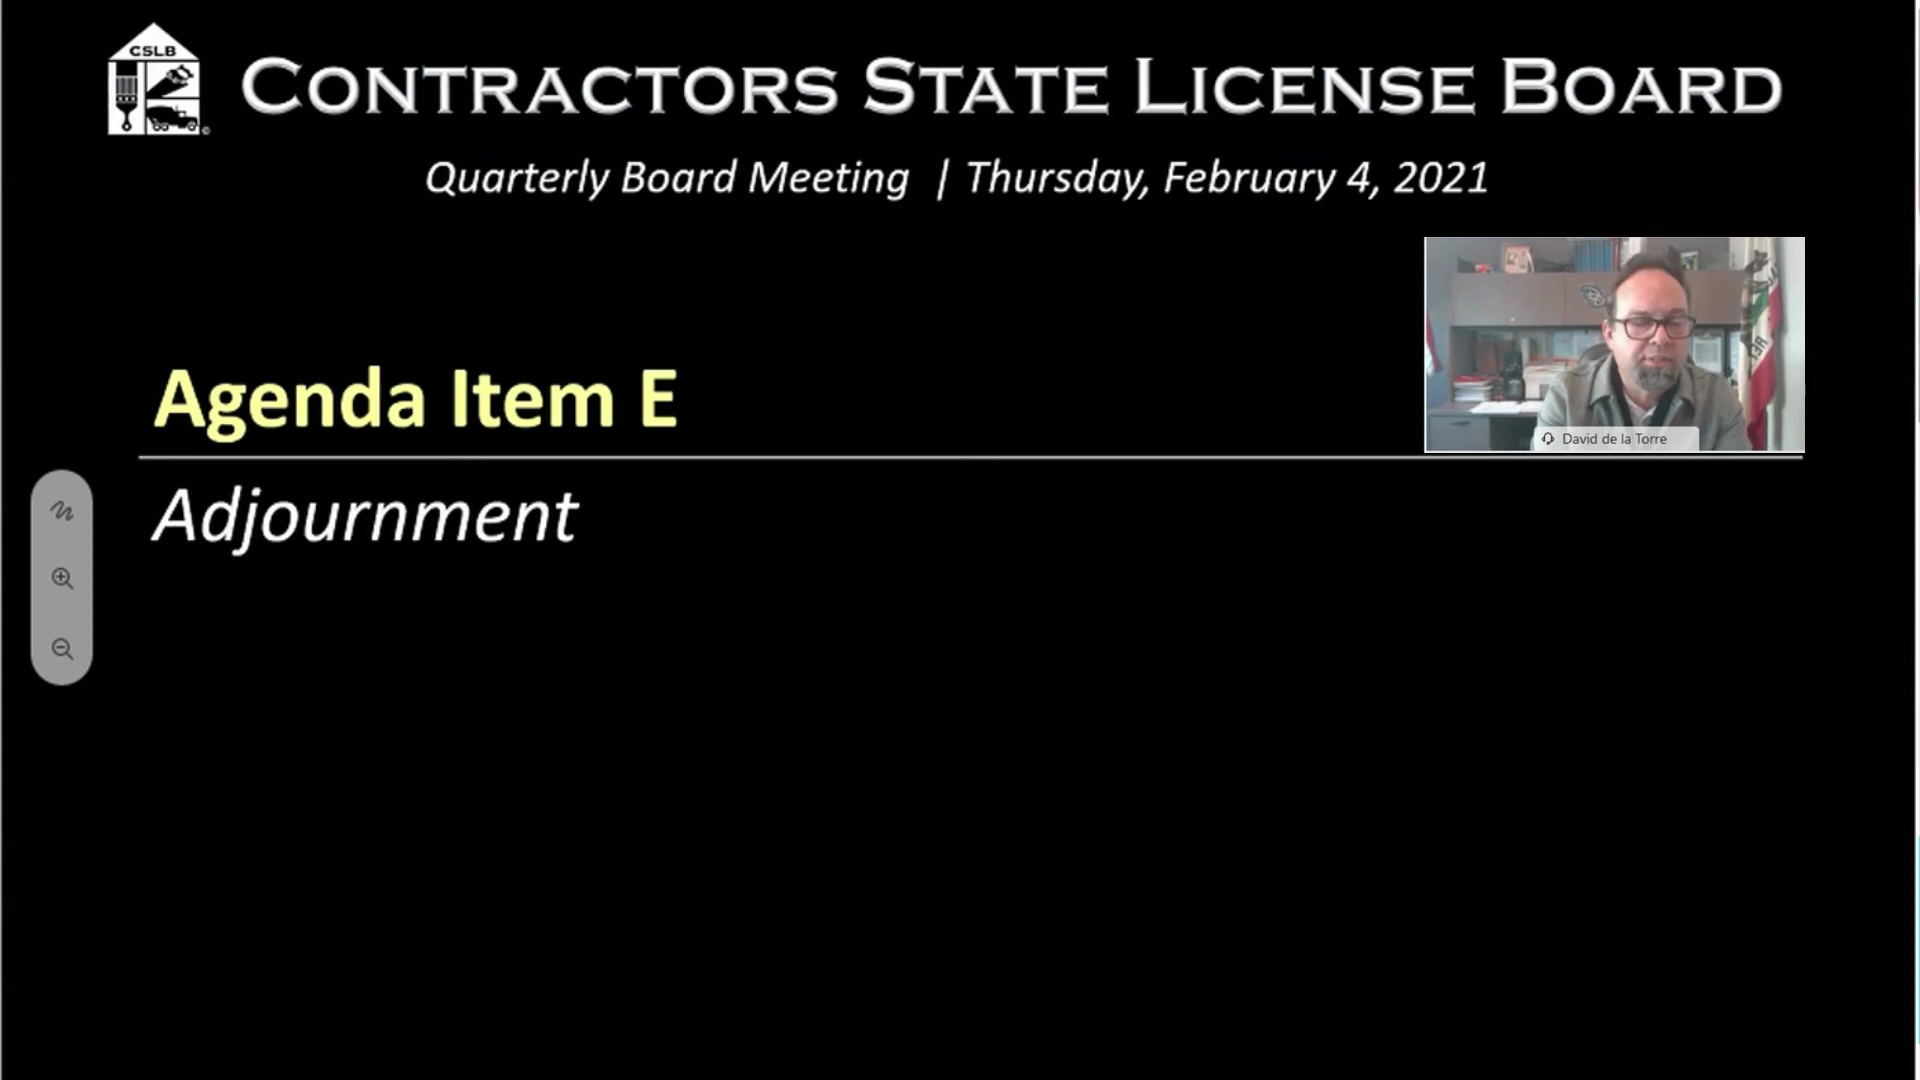 CSLB
CONTRACTORS STATE LICENSE BOARD
Quarterly Board Meeting | Thursday, February 4, 2021
Agenda Item E
David de la Torre
Adjournment